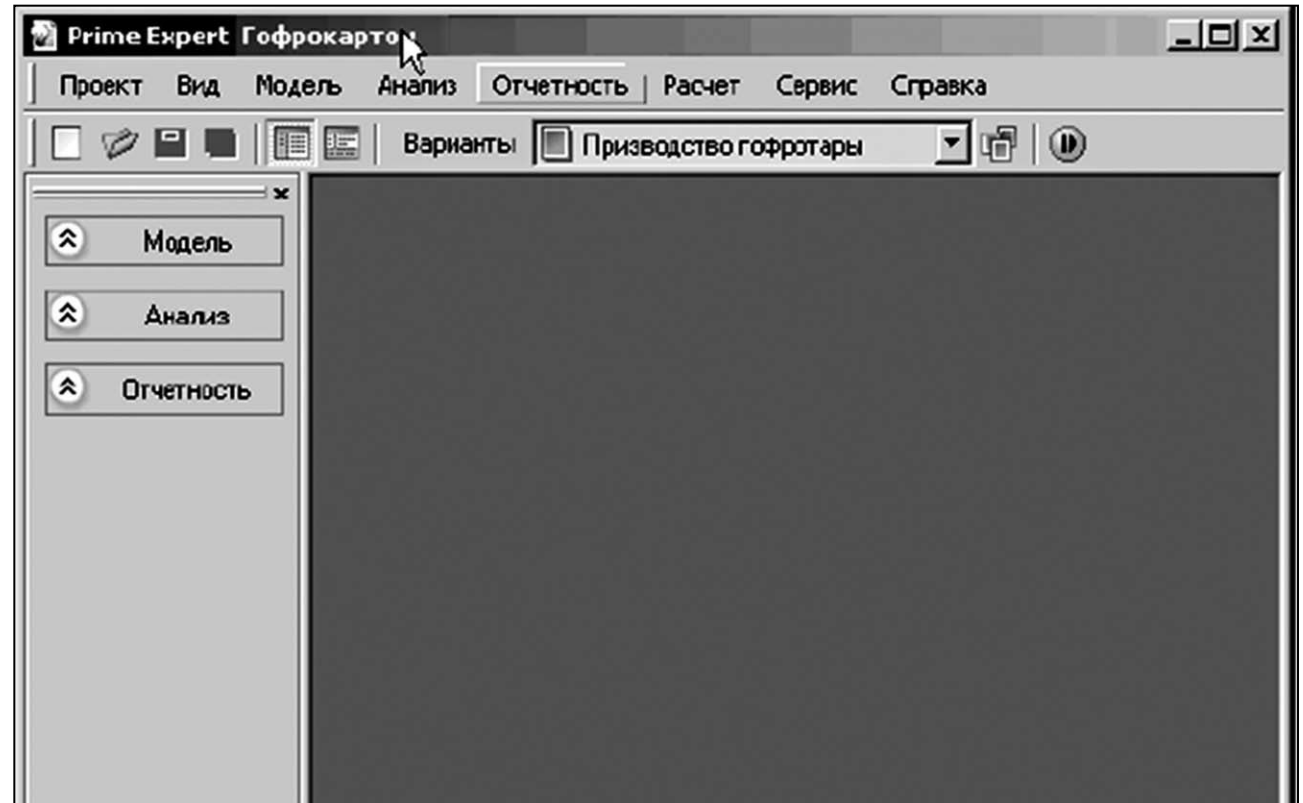 Prime Expert Гофрокартон
Проект Вид Модель Анализ Отчетность Расчет Сервис Справка
Варианты Призводство гофротары
Модель
Анализ
Отчетность